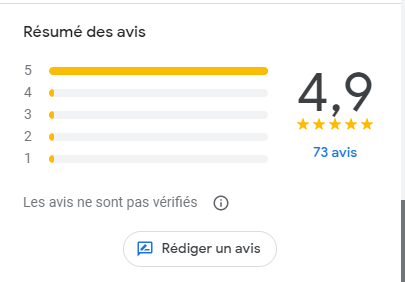 Résumé des avis
5
4
3
2
1
4,9
73 avis
Les avis ne sont pas vérifiés
Rédiger un avis